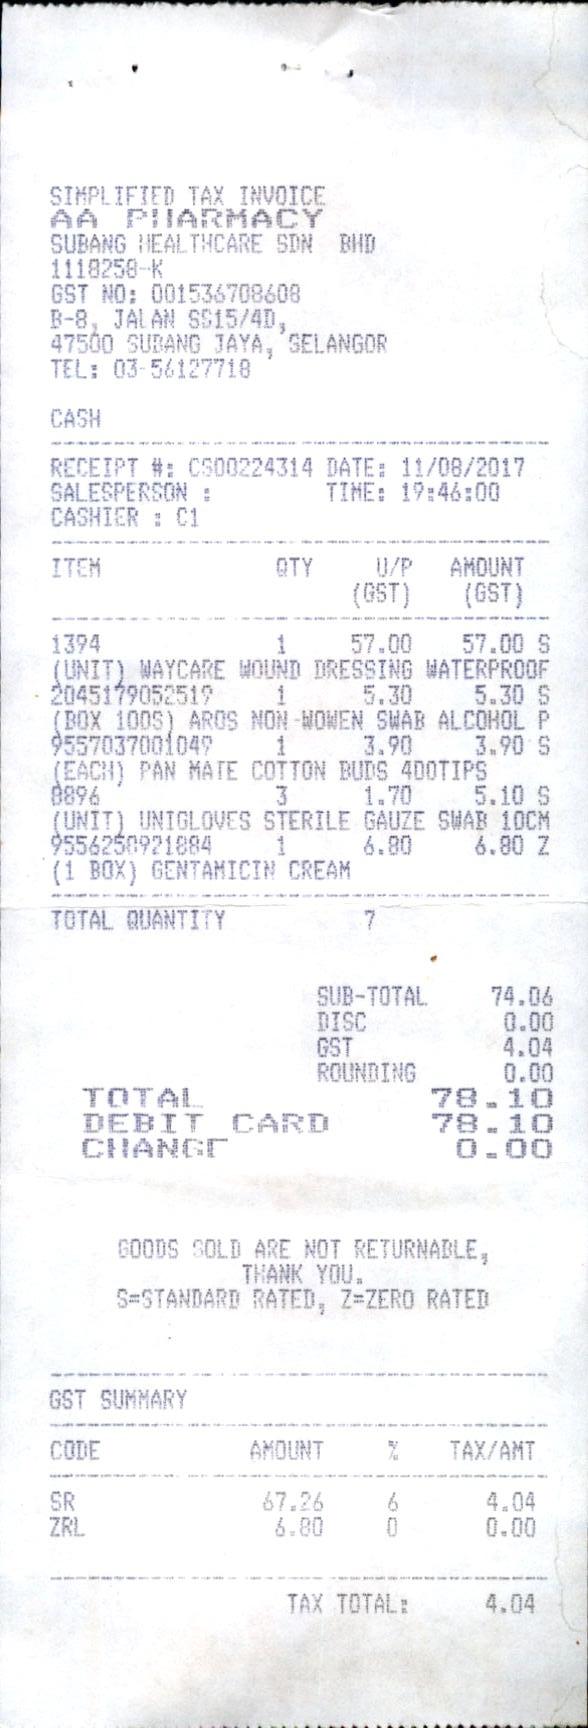 SIMPLIFIED TAX INVOICE
AA PHARMACY
SUBANG HEALTHCARE SDN BHD
1118258-K
GST NO: 001536708608
B-8, JALAN SS15/4D,
47500 SUBANG JAYA, SELANGOR
TEL: 03-56127718
CASH
RECEIPT #: CS00224314 DATE: 11/08/2017
SALESPERSON : TIME: 19:46:00
CASHIER : C1
ITEM QTY U/P AMOUNT
(GST) (GST)
1394 1 57.00 57.00 S
(UNIT) WAYCARE WOUND DRESSING WATERPROOF
2045179052519 1 5.30 5.30 S
(BOX 100S) AROS NON-WOWEN SWAB ALCOHOL P
9557037001049 1 3.90 3.90 S
(EACH) PAN MATE COTTON BUDS 400TIPS
8896 3 1.70 5.10 S
(UNIT) UNIGLOVES STERILE GAUZE SWAB 10CM
9556250921884 1 6.80 6.80 Z
(1 BOX) GENTAMICIN CREAM
TOTAL QUANTITY 7
SUB-TOTAL 74.06
DISC 0.00
GST 4.04
ROUNDING 0.00
TOTAL 78.10
DEBIT CARD 78.10
CHANGE 0.00
GOODS SOLD ARE NOT RETURNABLE,
THANK YOU.
S=STANDARD RATED, Z=ZERO RATED
GST SUMMARY
CODE AMOUNT % TAX/AMT
SR 67.26 6 4.04
ZRL 6.80 0 0.00
TAX TOTAL: 4.04